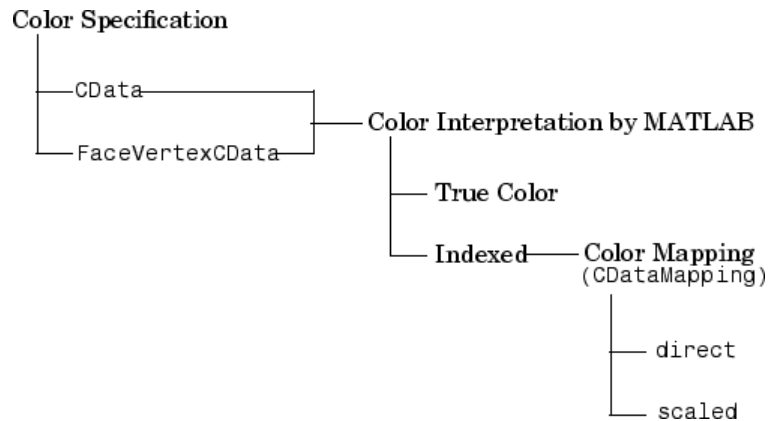 Color Specification
CData
Color Interpretation by MATLAB
FaceVertexCData
True Color
Indexed
Color Mapping
(CDataMapping)
direct
scaled